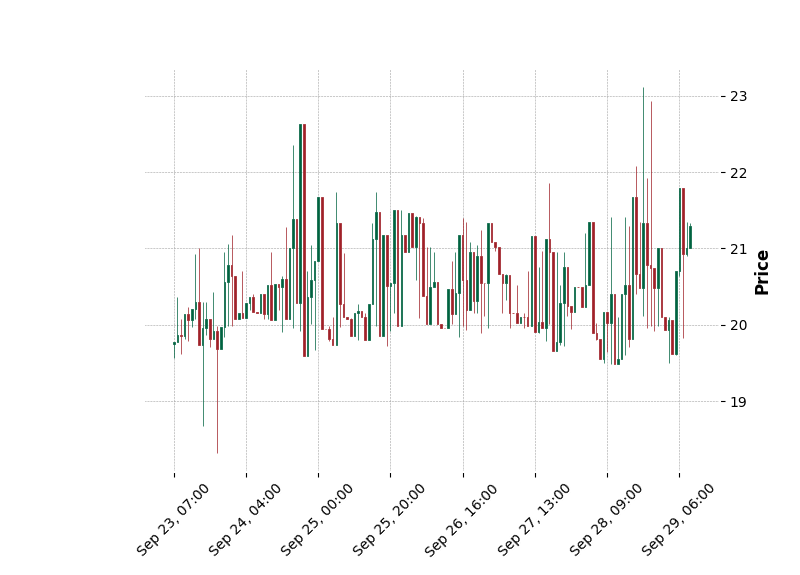 23
22
21
20
19
Price
Sep 23, 07:00
Sep 24, 04:00
Sep 25, 00:00
Sep 25, 20:00
Sep 26, 16:00
Sep 27, 13:00
Sep 28, 09:00
Sep 29, 06:00